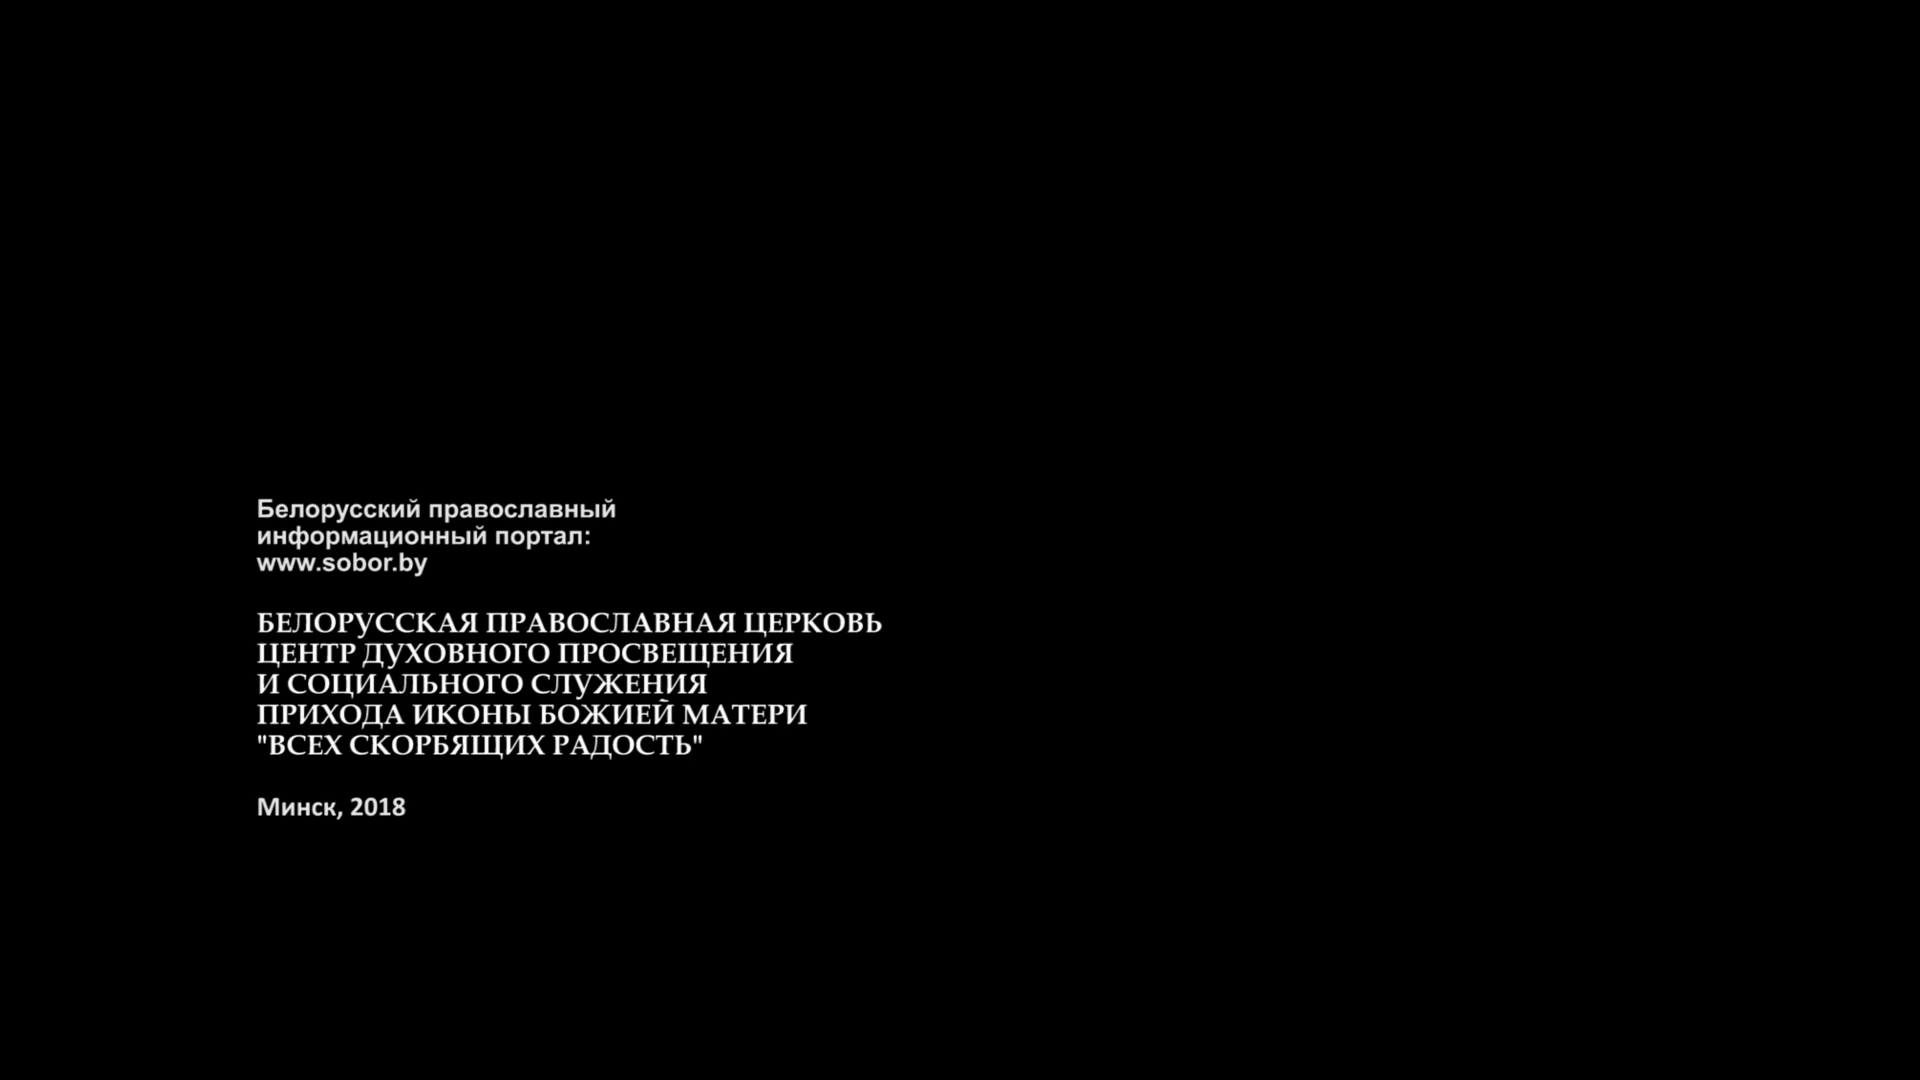 Белорусский православный
информационный портал:
www.sobor.by
БЕЛОРУССКАЯ ПРАВОСЛАВНАЯ ЦЕРКОВЬ
ЦЕНТР ДУХОВНОГО ПРОСВЕЩЕНИЯ
И СОЦИАЛЬНОГО СЛУЖЕНИЯ
ПРИХОДА ИКОНЫ БОЖИЕЙ МАТЕРИ
"ВСЕХ СКОРБЯЩИХ РАДОСТЬ"
Минск, 2018